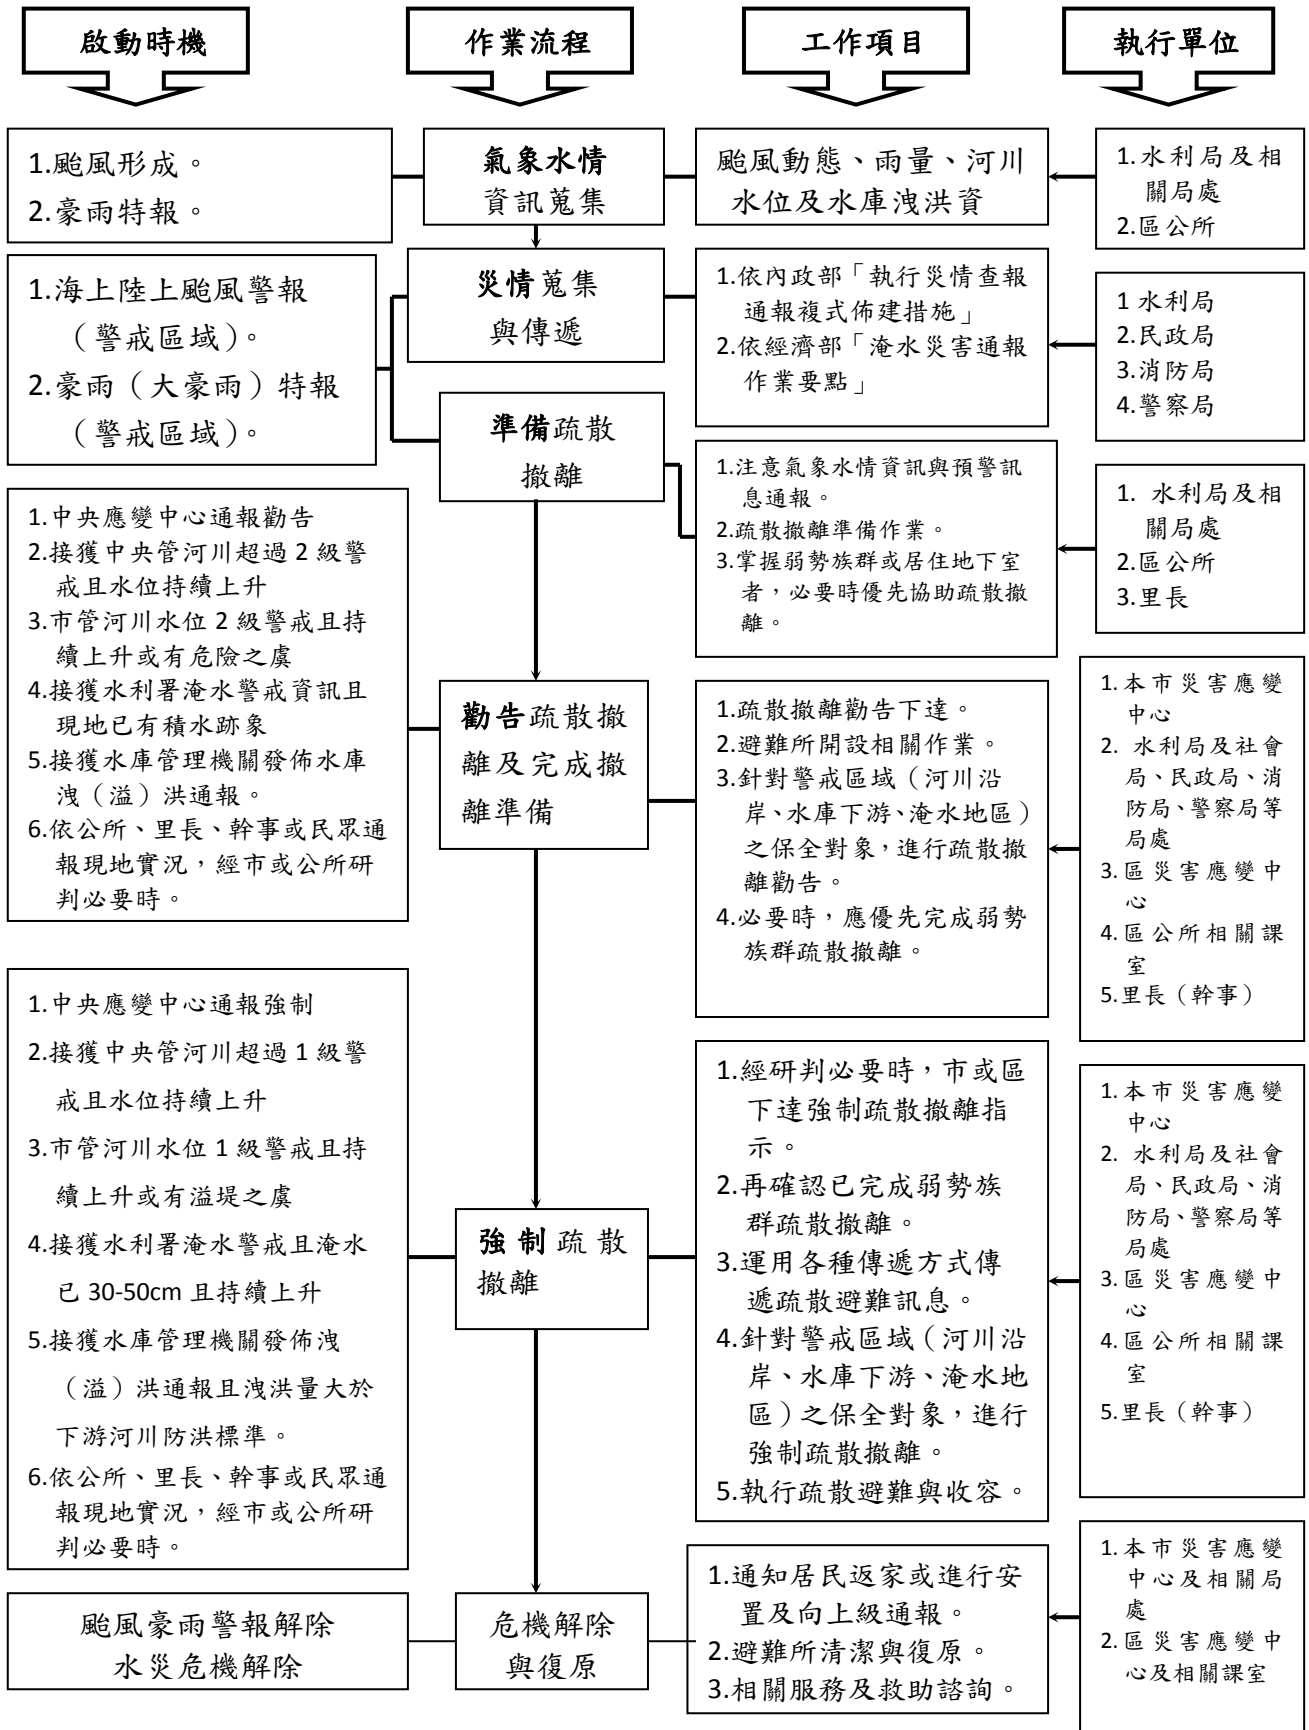 啟動時機
作業流程
工作項目
執行單位
1.颱風形成。
2.豪雨特報。
氣象水情
資訊蒐集
颱風動態、雨量、河川
水位及水庫洩洪資
1.水利局及相
關局處
2.區公所
1.海上陸上颱風警報
（警戒區域）。
2.豪雨（大豪雨）特報
（警戒區域）。
災情蒐集
與傳遞
1.依內政部「執行災情查報
通報複式佈建措施」
2.依經濟部「淹水災害通報
作業要點」
1 水利局
2.民政局
3.消防局
4.警察局
準備疏散
撤離
1.注意氣象水情資訊與預警訊
息通報。
2.疏散撤離準備作業。
3.掌握弱勢族群或居住地下室
者，必要時優先協助疏散撤
離。
1. 水利局及相
關局處
2.區公所
3.里長
1.中央應變中心通報勸告
2.接獲中央管河川超過 2 級警
戒且水位持續上升
3.市管河川水位 2 級警戒且持
續上升或有危險之虞
4.接獲水利署淹水警戒資訊且
現地已有積水跡象
5.接獲水庫管理機關發佈水庫
洩（溢）洪通報。
6.依公所、里長、幹事或民眾通
報現地實況，經市或公所研
判必要時。
勸告疏散撤
離及完成撤
離準備
1.疏散撤離勸告下達。
2.避難所開設相關作業。
3.針對警戒區域（河川沿
岸、水庫下游、淹水地區）
之保全對象，進行疏散撤
離勸告。
4.必要時，應優先完成弱勢
族群疏散撤離。
1.本市災害應變
中心
2. 水利局及社會
局、民政局、消
防局、警察局等
局處
3.區災害應變中
心
4.區公所相關課
室
5.里長（幹事）
1.中央應變中心通報強制
2.接獲中央管河川超過 1 級警
戒且水位持續上升
3.市管河川水位 1 級警戒且持
續上升或有溢堤之虞
4.接獲水利署淹水警戒且淹水
已 30-50cm 且持續上升
5.接獲水庫管理機關發佈洩
（溢）洪通報且洩洪量大於
下游河川防洪標準。
6.依公所、里長、幹事或民眾通
報現地實況，經市或公所研
判必要時。
強制疏散
撤離
1.經研判必要時，市或區
下達強制疏散撤離指
示。
2.再確認已完成弱勢族
群疏散撤離。
3.運用各種傳遞方式傳
遞疏散避難訊息。
4.針對警戒區域（河川沿
岸、水庫下游、淹水地
區）之保全對象，進行
強制疏散撤離。
5.執行疏散避難與收容。
1.本市災害應變
中心
2. 水利局及社會
局、民政局、消
防局、警察局等
局處
3.區災害應變中
心
4.區公所相關課
室
5.里長（幹事）
颱風豪雨警報解除
水災危機解除
危機解除
與復原
1.通知居民返家或進行安
置及向上級通報。
2.避難所清潔與復原。
3.相關服務及救助諮詢。
1.本市災害應變
中心及相關局
處
2.區災害應變中
心及相關課室